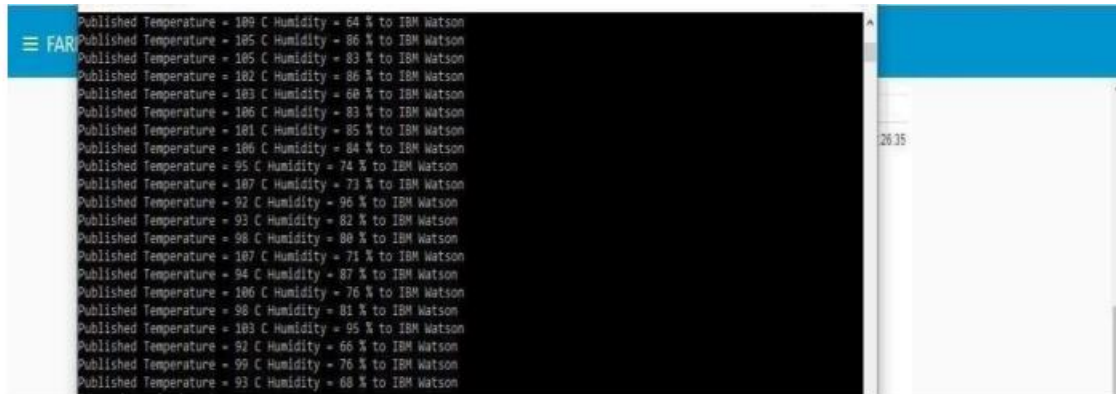 Published Temperature = 109 C Humidity = 64 % to IBM Watson
≡ FAR
Published Temperature = 105 C Humidity = 86 % to IBM Watson
Published Temperature = 105 C Humidity = 83 % to IBM Watson
Published Temperature = 102 C Humidity = 86 % to IBM Watson
Published Temperature = 103 C Humidity = 60 % to IBM Watson
Published Temperature = 106 C Humidity = 83 % to IBM Watson
Published Temperature = 101 C Humidity = 85 % to IBM Watson
:26:35
Published Temperature = 106 C Humidity = 84 % to IBM Watson
Published Temperature = 95 C Humidity = 74 % to IBM Watson
Published Temperature = 107 C Humidity = 73 % to IBM Watson
Published Temperature = 92 C Humidity = 96 % to IBM Watson
Published Temperature = 93 C Humidity = 82 % to IBM Watson
Published Temperature = 98 C Humidity = 80 % to IBM Watson
Published Temperature = 107 C Humidity = 71 % to IBM Watson
Published Temperature = 94 C Humidity = 87 % to IBM Watson
Published Temperature = 106 C Humidity = 76 % to IBM Watson
Published Temperature = 98 C Humidity = 81 % to IBM Watson
Published Temperature = 103 C Humidity = 95 % to IBM Watson
Published Temperature = 92 C Humidity = 66 % to IBM Watson
Published Temperature = 99 C Humidity = 76 % to IBM Watson
Published Temperature = 93 C Humidity = 68 % to IBM Watson